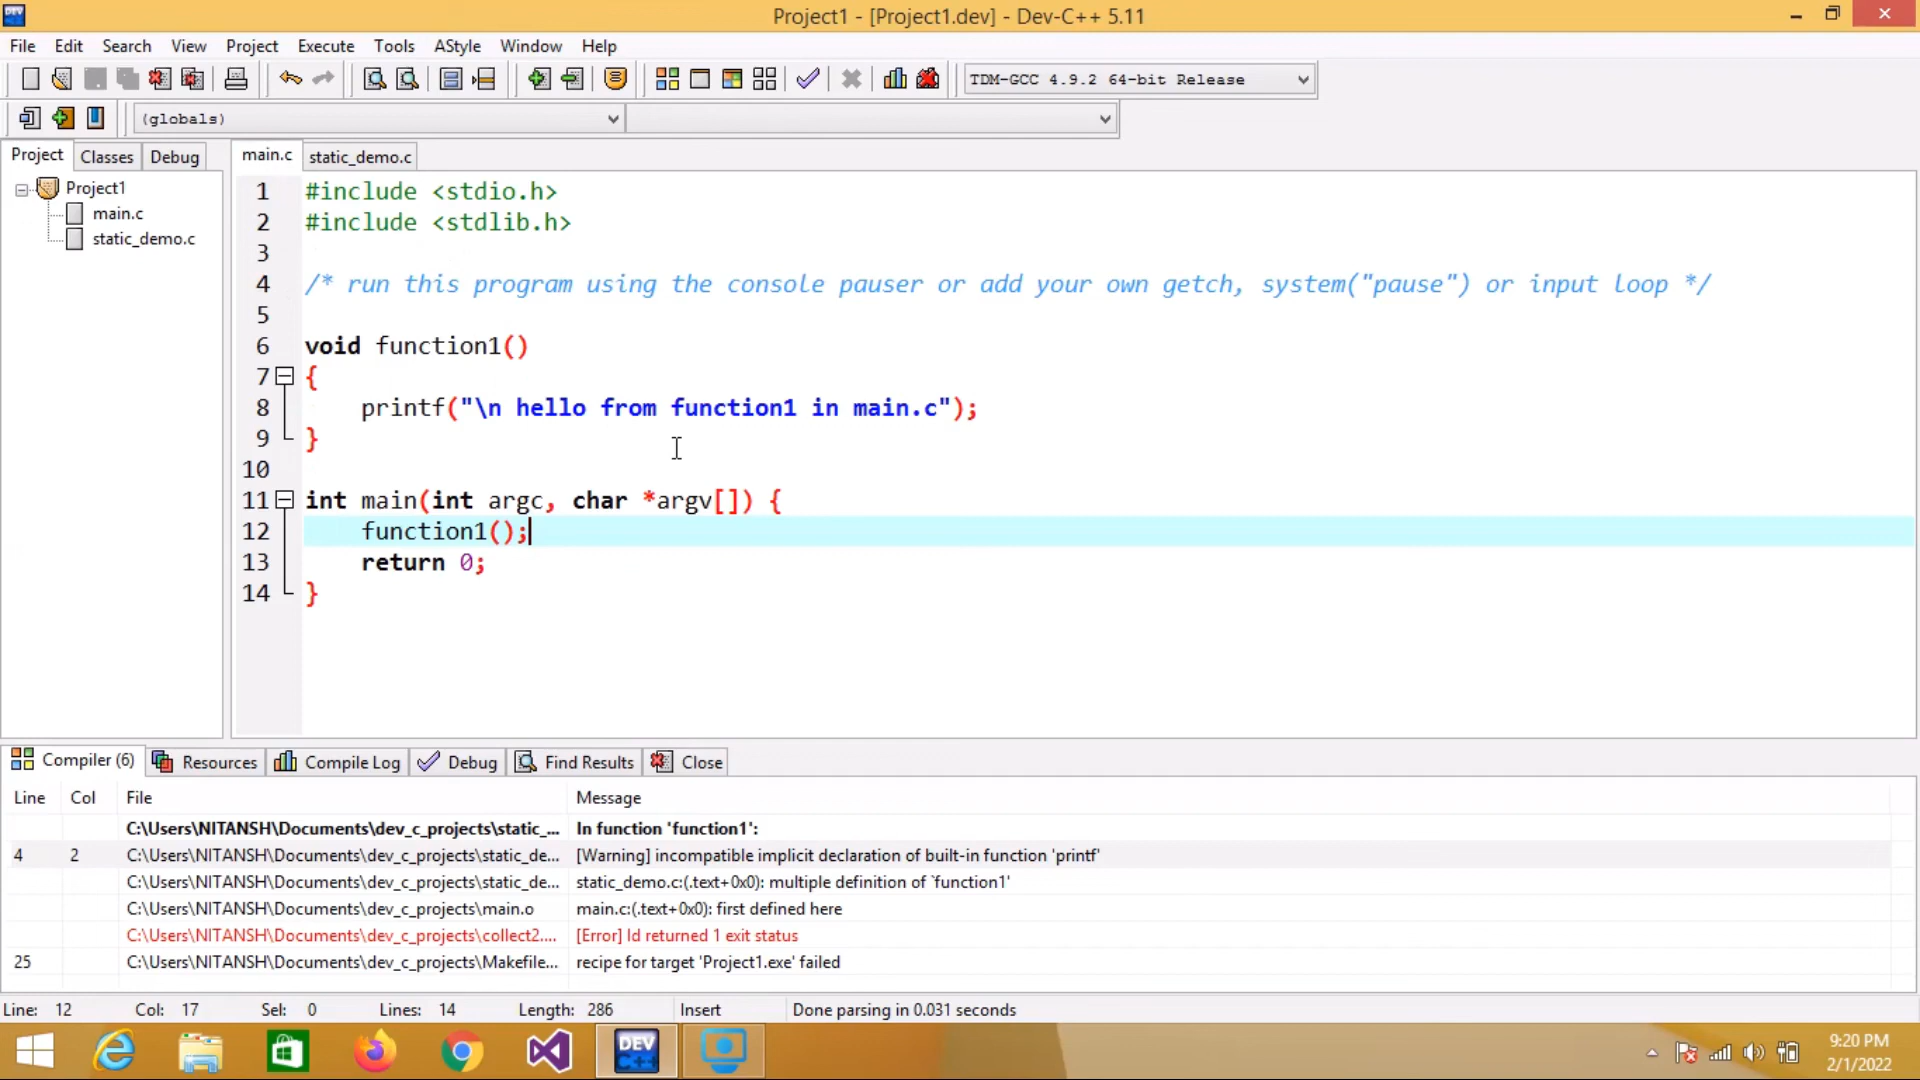 Project1 - [Project1.dev] - Dev-C++ 5.11
File Edit Search View Project Execute Tools AStyle Window Help
TDM-GCC 4.9.2 64-bit Release
(globals)
Project Classes Debug
main.c static_demo.c
Project1
main.c
static_demo.c
1 #include <stdio.h>
2 #include <stdlib.h>
3
4 /* run this program using the console pauser or add your own getch, system("pause") or input loop */
5
6 void function1()
7 {
8 printf("\n hello from function1 in main.c");
9 }
10
11 int main(int argc, char *argv[]) {
12 function1();
13 return 0;
14 }
Compiler (6) Resources Compile Log Debug Find Results Close
Line Col File Message
C:\Users\NITANSH\Documents\dev_c_projects\static_... In function 'function1':
4 2 C:\Users\NITANSH\Documents\dev_c_projects\static_de... [Warning] incompatible implicit declaration of built-in function 'printf'
C:\Users\NITANSH\Documents\dev_c_projects\static_de... static_demo.c:(.text+0x0): multiple definition of `function1'
C:\Users\NITANSH\Documents\dev_c_projects\main.o main.c:(.text+0x0): first defined here
C:\Users\NITANSH\Documents\dev_c_projects\collect2.... [Error] ld returned 1 exit status
25 C:\Users\NITANSH\Documents\dev_c_projects\Makefile... recipe for target 'Project1.exe' failed
Line: 12 Col: 17 Sel: 0 Lines: 14 Length: 286 Insert Done parsing in 0.031 seconds
DEV C++
9:20 PM
2/1/2022